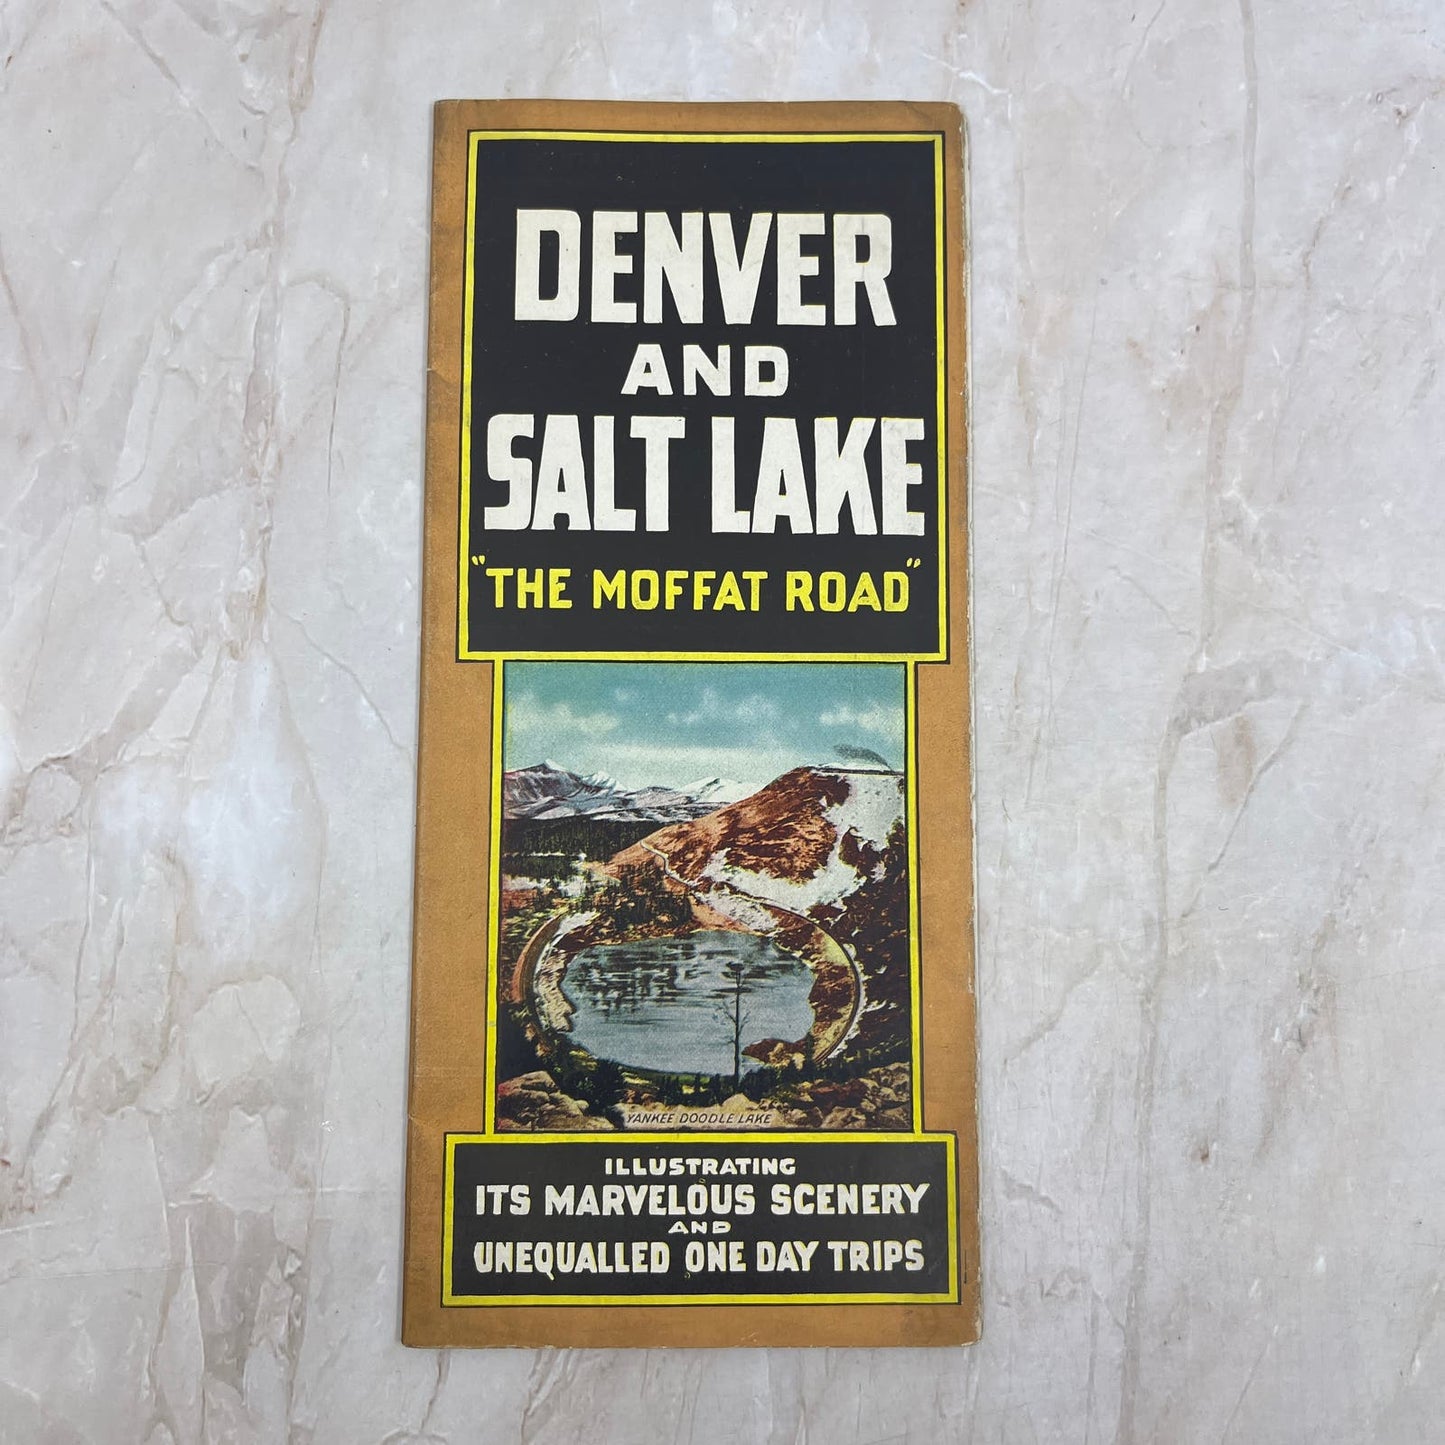 DENVER
AND
SALT LAKE
"THE MOFFAT ROAD"
YANKEE DOODLE LAKE
ILLUSTRATING
ITS MARVELOUS SCENERY
AND
UNEQUALLED ONE DAY TRIPS